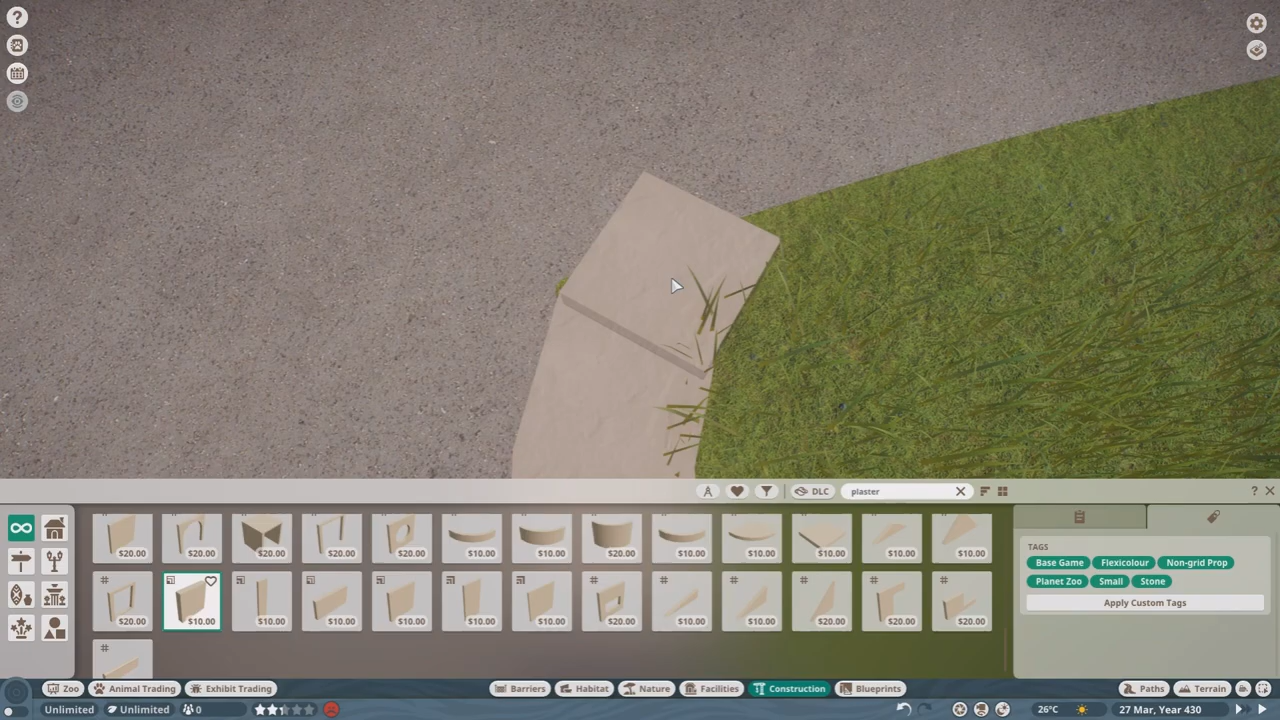 ?
DLC
plaster
?
$20.00 $20.00 $20.00 $20.00 $20.00 $10.00 $10.00 $20.00 $10.00 $10.00 $10.00 $10.00 $10.00
$20.00 $10.00 $10.00 $10.00 $10.00 $10.00 $10.00 $20.00 $10.00 $10.00 $20.00 $20.00 $20.00
TAGS
Base Game Flexicolour Non-grid Prop
Planet Zoo Small Stone
Apply Custom Tags
Zoo Animal Trading Exhibit Trading Barriers Habitat Nature Facilities Construction Blueprints Paths Terrain
Unlimited Unlimited 0 26°C 27 Mar, Year 430